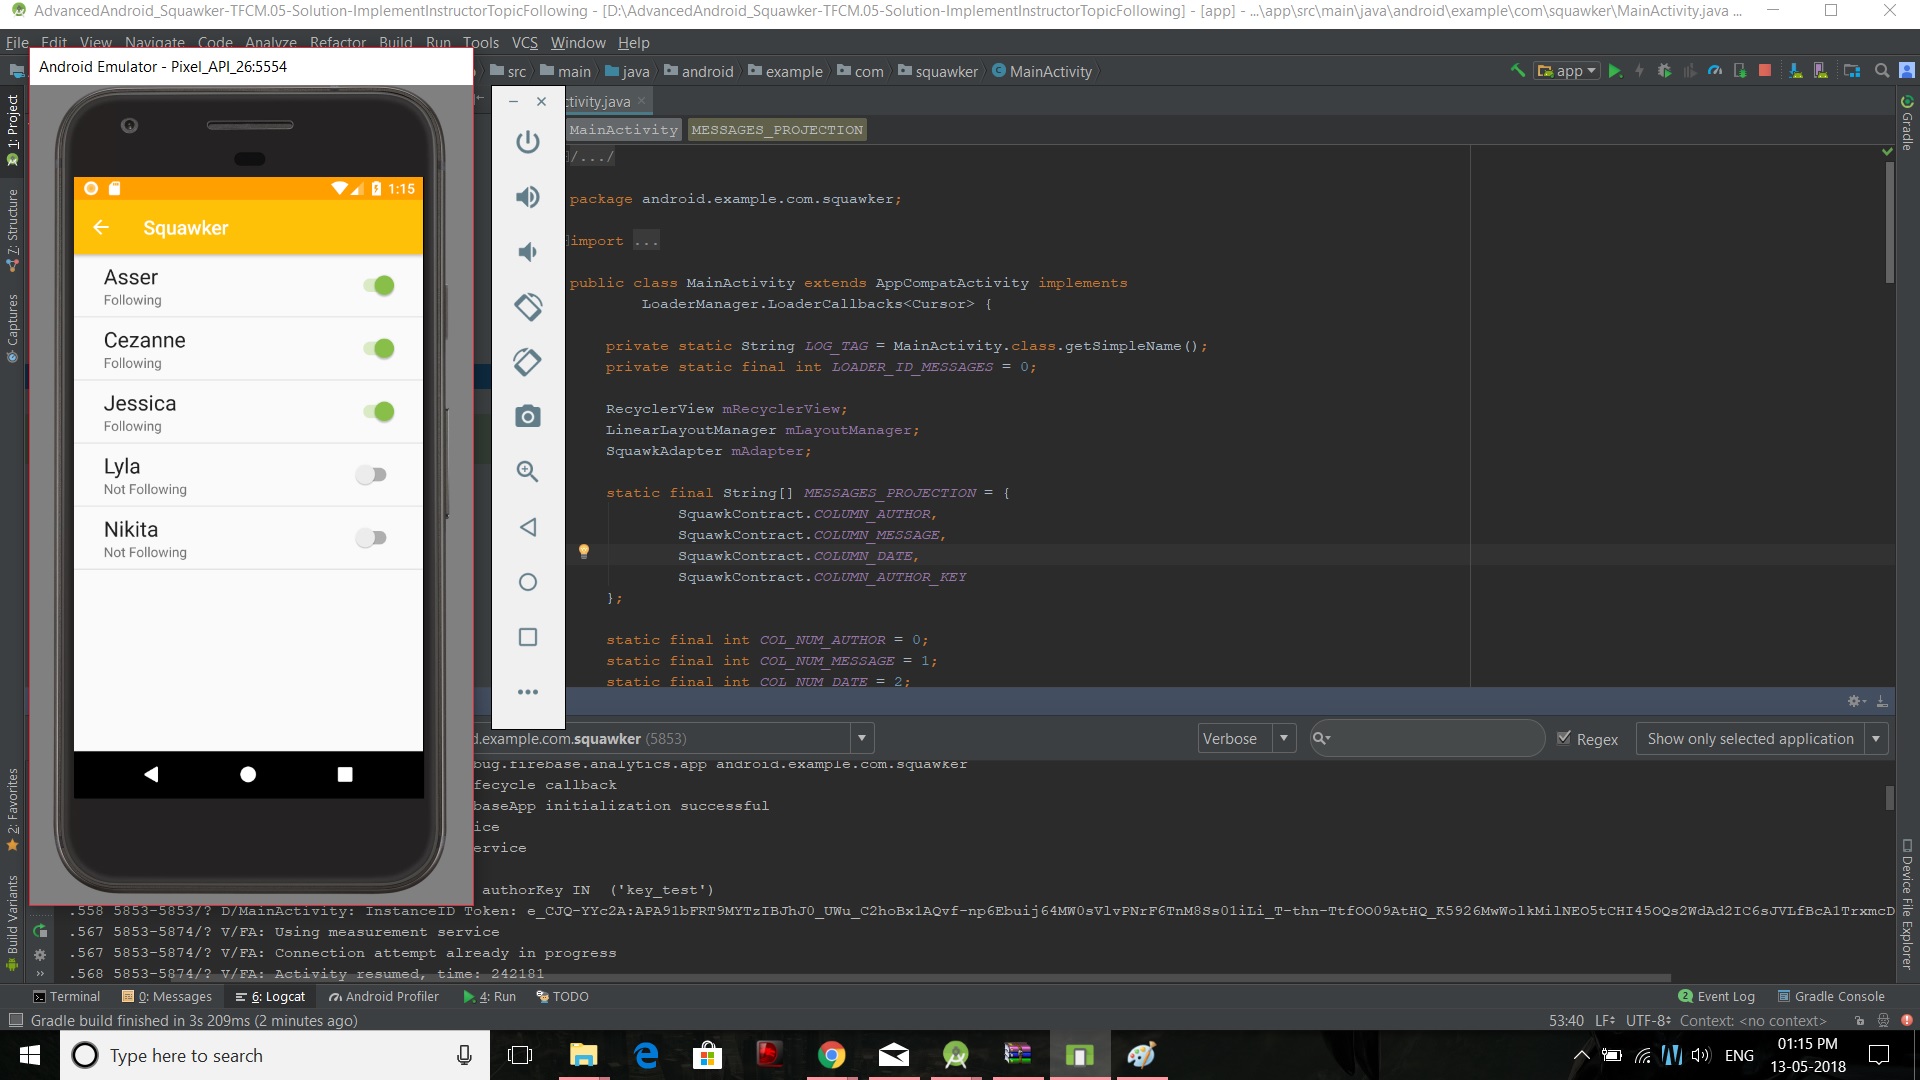 AdvancedAndroid_Squawker-TFCM.05-Solution-ImplementInstructorTopicFollowing - [D:\AdvancedAndroid_Squawker-TFCM.05-Solution-ImplementInstructorTopicFollowing] - [app] - ...\app\src\main\java\android\example\com\squawker\MainActivity.java ...
File Edit View Navigate Code Analyze Refactor Build Run Tools VCS Window Help
Android Emulator - Pixel_API_26:5554
src main java android example com squawker MainActivity
app
1: Project
7: Structure
Captures
2: Favorites
Build Variants
1:15
Squawker
Asser
Following
Cezanne
Following
Jessica
Following
Lyla
Not Following
Nikita
Not Following
ctivity.java
MainActivity MESSAGES_PROJECTION
/.../
package android.example.com.squawker;
import ...
public class MainActivity extends AppCompatActivity implements
LoaderManager.LoaderCallbacks<Cursor> {
private static String LOG_TAG = MainActivity.class.getSimpleName();
private static final int LOADER_ID_MESSAGES = 0;
RecyclerView mRecyclerView;
LinearLayoutManager mLayoutManager;
SquawkAdapter mAdapter;
static final String[] MESSAGES_PROJECTION = {
SquawkContract.COLUMN_AUTHOR,
SquawkContract.COLUMN_MESSAGE,
SquawkContract.COLUMN_DATE,
SquawkContract.COLUMN_AUTHOR_KEY
};
static final int COL_NUM_AUTHOR = 0;
static final int COL_NUM_MESSAGE = 1;
static final int COL_NUM_DATE = 2;
Gradle
Device File Explorer
d.example.com.squawker (5853)
Verbose
Regex
Show only selected application
bug.firebase.analytics.app android.example.com.squawker
fecycle callback
baseApp initialization successful
ice
ervice
authorKey IN ('key_test')
.558 5853-5853/? D/MainActivity: InstanceID Token: e_CJQ-YYc2A:APA91bFRT9MYTzIBJhJ0_UWu_C2hoBx1AQvf-np6Ebuij64MW0sVlvPNrF6TnM8Ss01iLi_T-thn-TtfOO09AtHQ_K5926MwWolkMilNEO5tCHI45OQs2WdAd2IC6sJVLfBcA1TrxmcD
.567 5853-5874/? V/FA: Using measurement service
.567 5853-5874/? V/FA: Connection attempt already in progress
.568 5853-5874/? V/FA: Activity resumed, time: 242181
Terminal 0: Messages 6: Logcat Android Profiler 4: Run TODO
2 Event Log Gradle Console
Gradle build finished in 3s 209ms (2 minutes ago)
53:40 LF UTF-8 Context: <no context>
Type here to search
ENG
01:15 PM
13-05-2018